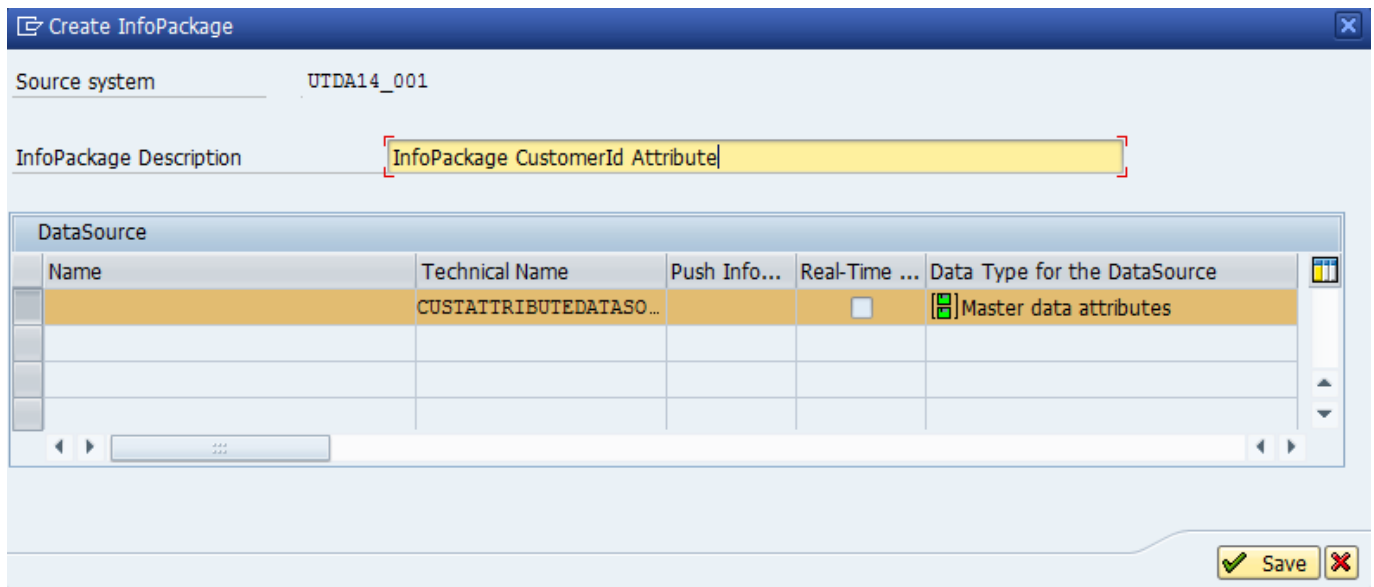 Create InfoPackage
Source system UTDA14_001
InfoPackage Description InfoPackage CustomerId Attribute
DataSource
Name Technical Name Push Info... Real-Time ... Data Type for the DataSource
CUSTATTRIBUTEDATASO... Master data attributes
Save